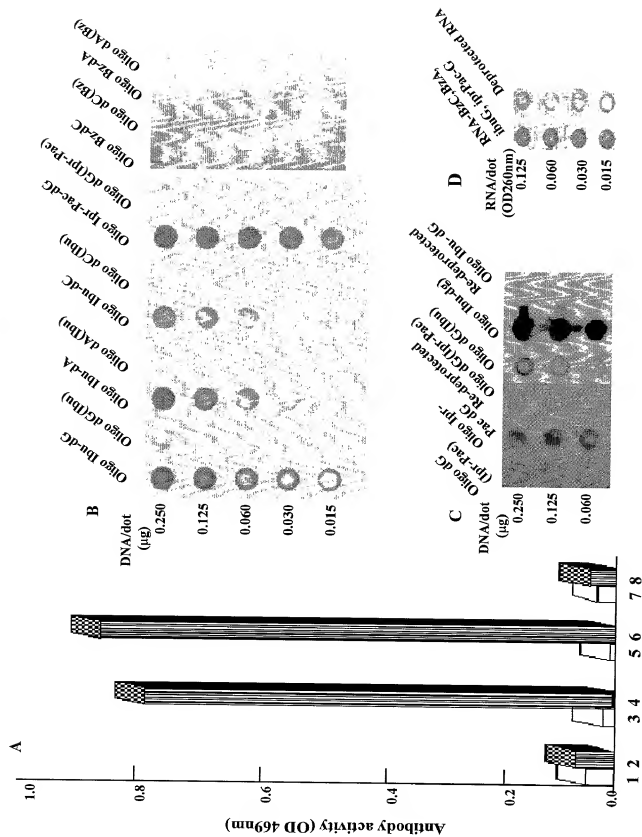 A
Antibody activity (OD 469nm)
1.0
0.8
0.6
0.4
0.2
0.0
1 2 3 4 5 6 7 8
B
DNA/dot
(µg)
0.250
0.125
0.060
0.030
0.015
Oligo Ibu-dG
Oligo dG(Ibu)
Oligo Ibu-dA
Oligo dA(Ibu)
Oligo Ibu-dC
Oligo dC(Ibu)
Oligo Ipr-Pac-dG
Oligo dG(Ipr-Pac)
Oligo Bz-dC
Oligo dC(Bz)
Oligo Bz-dA
Oligo dA(Bz)
C
DNA/dot
(µg)
0.250
0.125
0.060
Oligo dG
(Ipr-Pac)
Oligo Ipr-
Pac dG
Re-deprotected
Oligo dG(Ipr-Pac)
Oligo dG(Ibu)
Oligo Ibu-dg)
Re-deprotected
Oligo Ibu- dG
D
RNA/dot
(OD260nm)
0.125
0.060
0.030
0.015
RNA-BzC,BzA,
ibuG, Ipr-Pac-G
Deprotected RNA